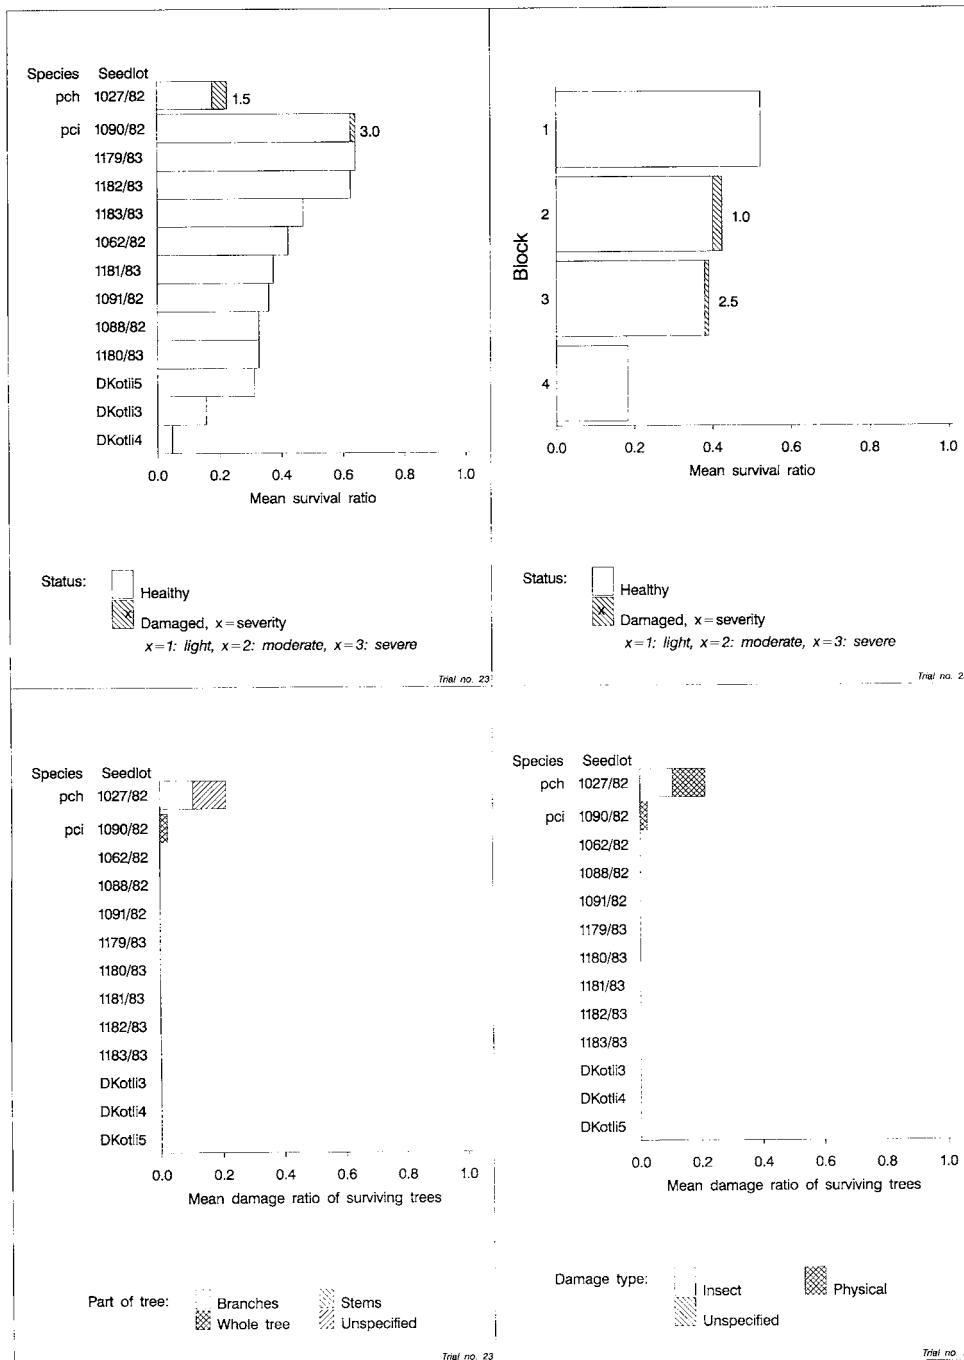 Species Seedlot
pch 1027/82 1.5
pci 1090/82 3.0
1179/83
1182/83
1183/83
1062/82
1181/83
1091/82
1088/82
1180/83
DKotli5
DKotli3
DKotli4
0.0 0.2 0.4 0.6 0.8 1.0
Mean survival ratio
Status:
Healthy
x Damaged, x=severity
x=1: light, x=2: moderate, x=3: severe
Trial no. 23
Block
1
2 1.0
3 2.5
4
0.0 0.2 0.4 0.6 0.8 1.0
Mean survival ratio
Status:
Healthy
x Damaged, x=severity
x=1: light, x=2: moderate, x=3: severe
Trial no. 2
Species Seedlot
pch 1027/82
pci 1090/82
1062/82
1088/82
1091/82
1179/83
1180/83
1181/83
1182/83
1183/83
DKotli3
DKotli4
DKotli5
0.0 0.2 0.4 0.6 0.8 1.0
Mean damage ratio of surviving trees
Part of tree:
Branches Stems
Whole tree Unspecified
Trial no. 23
Species Seedlot
pch 1027/82
pci 1090/82
1062/82
1088/82
1091/82
1179/83
1180/83
1181/83
1182/83
1183/83
DKotli3
DKotli4
DKotli5
0.0 0.2 0.4 0.6 0.8 1.0
Mean damage ratio of surviving trees
Damage type:
Insect Physical
Unspecified
Trial no.